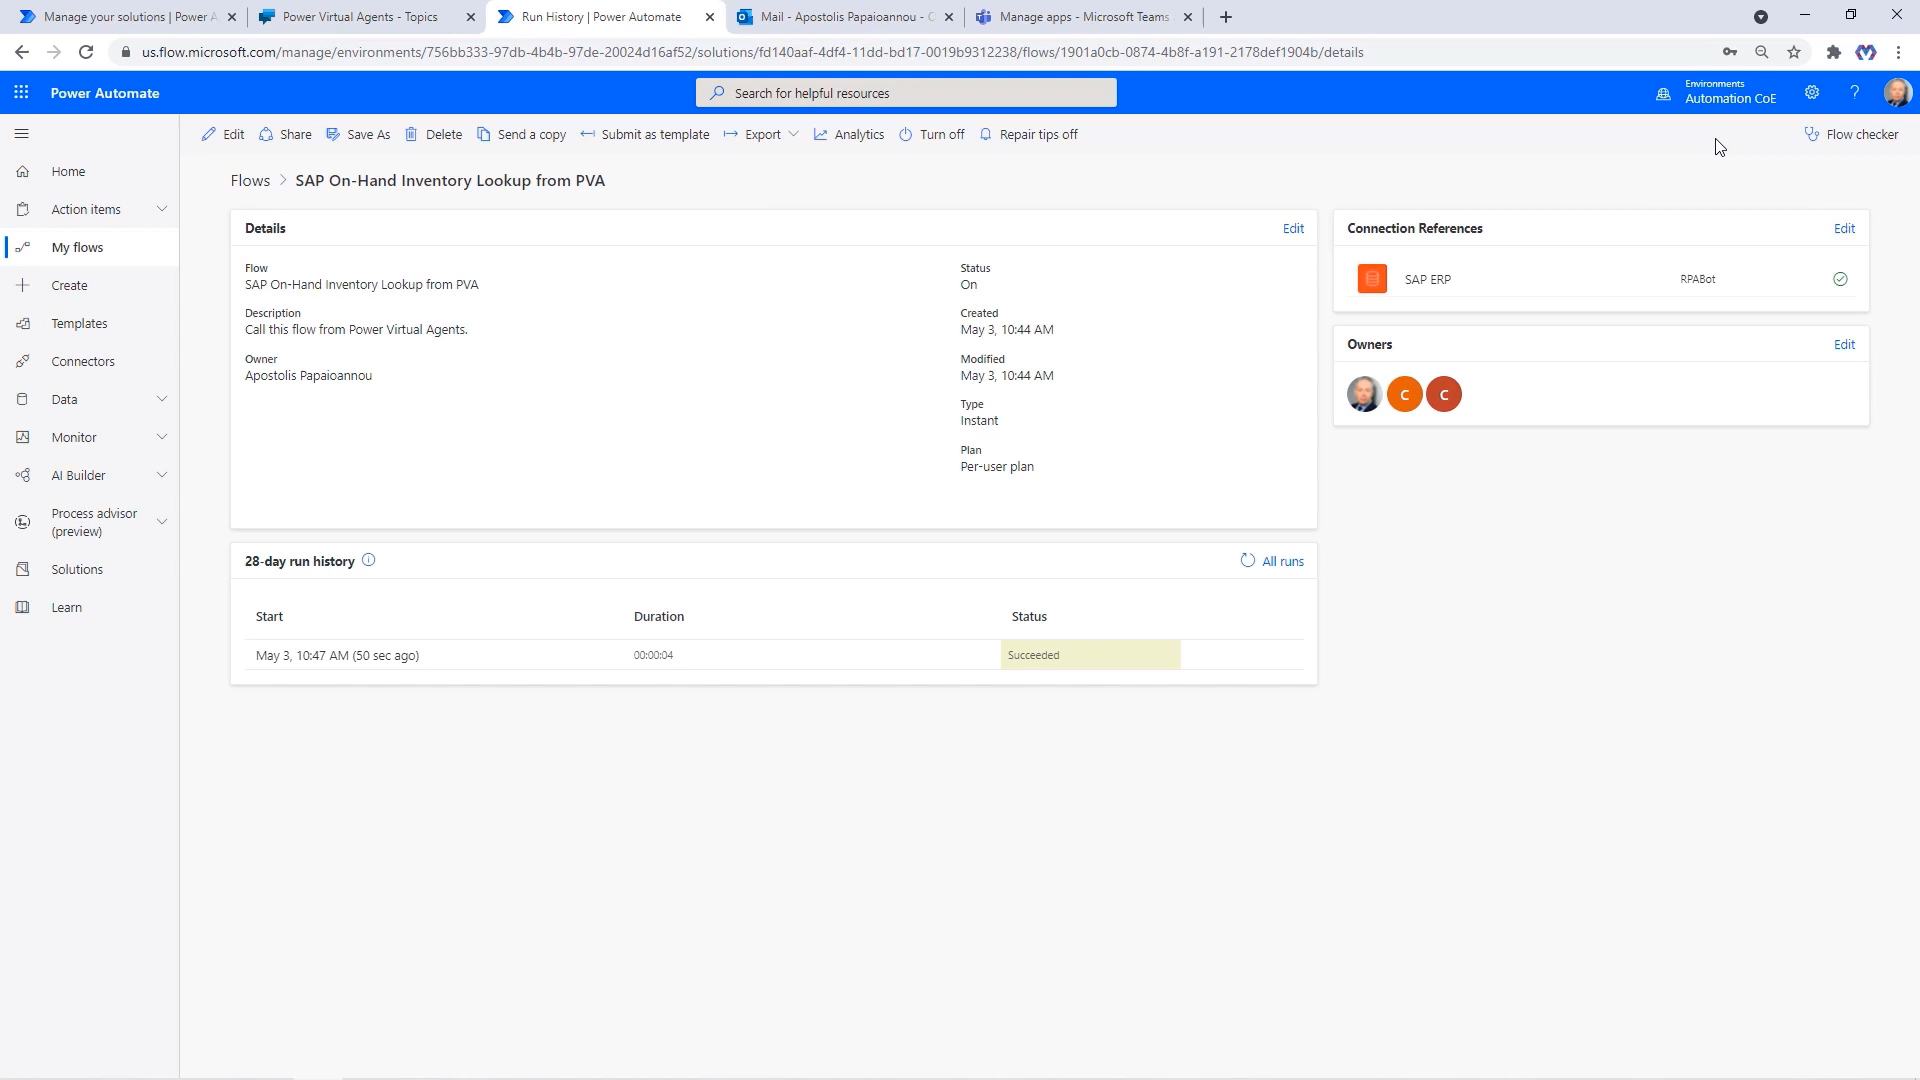 Manage your solutions | Power A
Power Virtual Agents - Topics
Run History | Power Automate
Mail - Apostolis Papaioannou - O
Manage apps - Microsoft Teams
us.flow.microsoft.com/manage/environments/756bb333-97db-4b4b-97de-20024d16af52/solutions/fd140aaf-4df4-11dd-bd17-0019b9312238/flows/1901a0cb-0874-4b8f-a191-2178def1904b/details
Power Automate
Search for helpful resources
Environments
Automation CoE
Edit
Share
Save As
Delete
Send a copy
Submit as template
Export
Analytics
Turn off
Repair tips off
Flow checker
Home
Action items
My flows
Create
Templates
Connectors
Data
Monitor
AI Builder
Process advisor
(preview)
Solutions
Learn
Flows > SAP On-Hand Inventory Lookup from PVA
Details
Edit
Flow
SAP On-Hand Inventory Lookup from PVA
Description
Call this flow from Power Virtual Agents.
Owner
Apostolis Papaioannou
Status
On
Created
May 3, 10:44 AM
Modified
May 3, 10:44 AM
Type
Instant
Plan
Per-user plan
Connection References
Edit
SAP ERP
RPABot
Owners
Edit
C
C
28-day run history
All runs
Start
Duration
Status
May 3, 10:47 AM (50 sec ago)
00:00:04
Succeeded